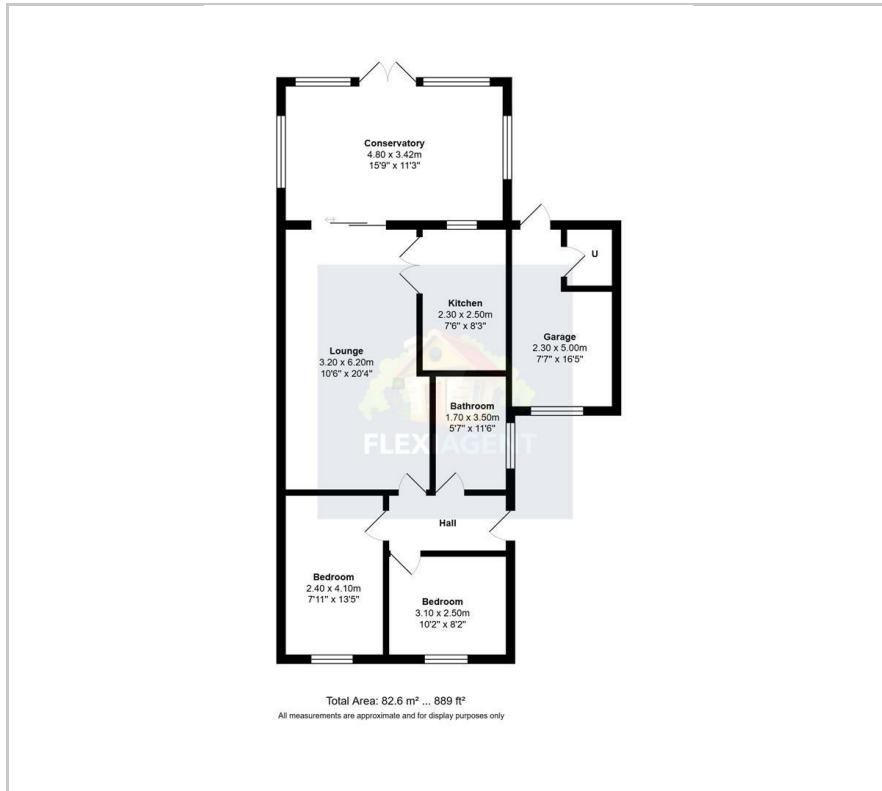 Conservatory
4.80 x 3.42m
15'9" x 11'3"
U
Kitchen
2.30 x 2.50m
7'6" x 8'3"
Garage
2.30 x 5.00m
7'7" x 16'5"
Lounge
3.20 x 6.20m
10'6" x 20'4"
Bathroom
1.70 x 3.50m
5'7" x 11'6"
FLEXIAGENT
Hall
Bedroom
2.40 x 4.10m
7'11" x 13'5"
Bedroom
3.10 x 2.50m
10'2" x 8'2"
Total Area: 82.6 m² ... 889 ft²
All measurements are approximate and for display purposes only